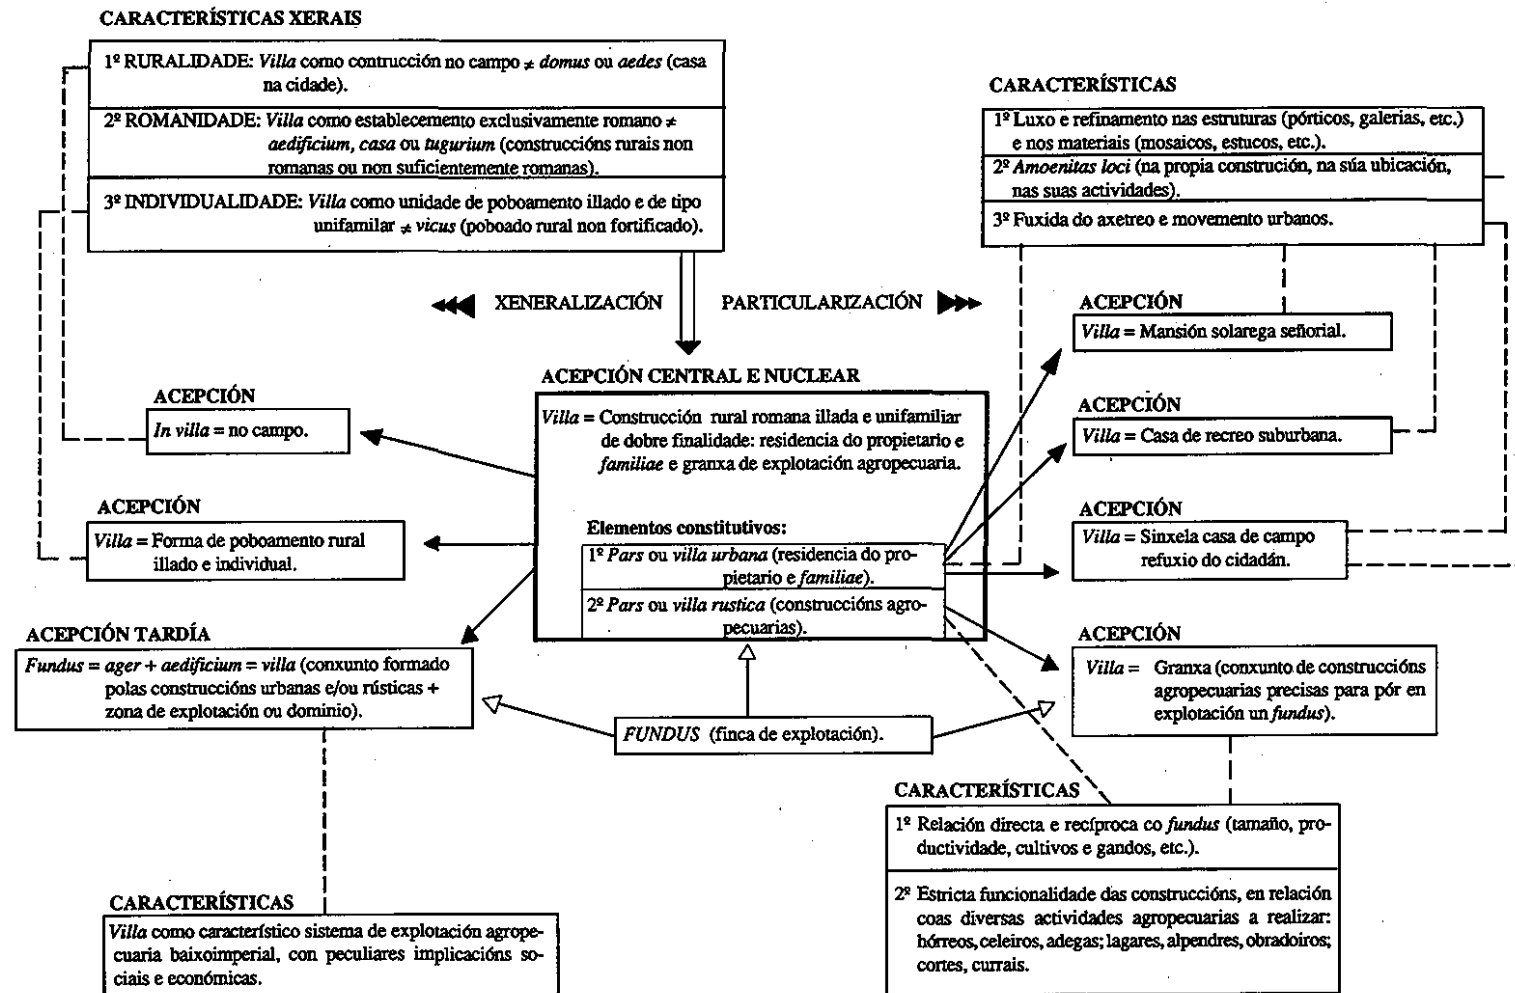 CARACTERÍSTICAS XERAIS
1º RURALIDADE: Villa como contrucción no campo ≠ domus ou aedes (casa
na cidade).
2º ROMANIDADE: Villa como establecemento exclusivamente romano ≠
aedificium, casa ou tugurium (construccións rurais non
romanas ou non suficientemente romanas).
3º INDIVIDUALIDADE: Villa como unidade de poboamento illado e de tipo
unifamilar ≠ vicus (poboado rural non fortificado).
CARACTERÍSTICAS
1º Luxo e refinamento nas estruturas (pórticos, galerias, etc.)
e nos materiais (mosaicos, estucos, etc.).
2º Amoenitas loci (na propia construción, na súa ubicación,
nas suas actividades).
3º Fuxida do axetreo e movemento urbanos.
XENERALIZACIÓN
PARTICULARIZACIÓN
ACEPCIÓN
Villa = Mansión solarega señorial.
ACEPCIÓN CENTRAL E NUCLEAR
Villa = Construcción rural romana illada e unifamiliar
de dobre finalidade: residencia do propietario e
familiae e granxa de explotación agropecuaria.
Elementos constitutivos:
1º Pars ou villa urbana (residencia do pro-
pietario e familiae).
2º Pars ou villa rustica (construccións agro-
pecuarias).
ACEPCIÓN
In villa = no campo.
ACEPCIÓN
Villa = Casa de recreo suburbana.
ACEPCIÓN
Villa = Forma de poboamento rural
illado e individual.
ACEPCIÓN
Villa = Sinxela casa de campo
refuxio do cidadán.
ACEPCIÓN TARDÍA
Fundus = ager + aedificium = villa (conxunto formado
polas construccións urbanas e/ou rústicas +
zona de explotación ou dominio).
FUNDUS (finca de explotación).
ACEPCIÓN
Villa = Granxa (conxunto de construccións
agropecuarias precisas para pór en
explotación un fundus).
CARACTERÍSTICAS
1º Relación directa e recíproca co fundus (tamaño, pro-
ductividade, cultivos e gandos, etc.).
2º Estricta funcionalidade das construccións, en relación
coas diversas actividades agropecuarias a realizar:
hórreos, celeiros, adegas; lagares, alpendres, obradoiros;
cortes, currais.
CARACTERÍSTICAS
Villa como característico sistema de explotación agrope-
cuaria baixoimperial, con peculiares implicacións so-
ciais e económicas.